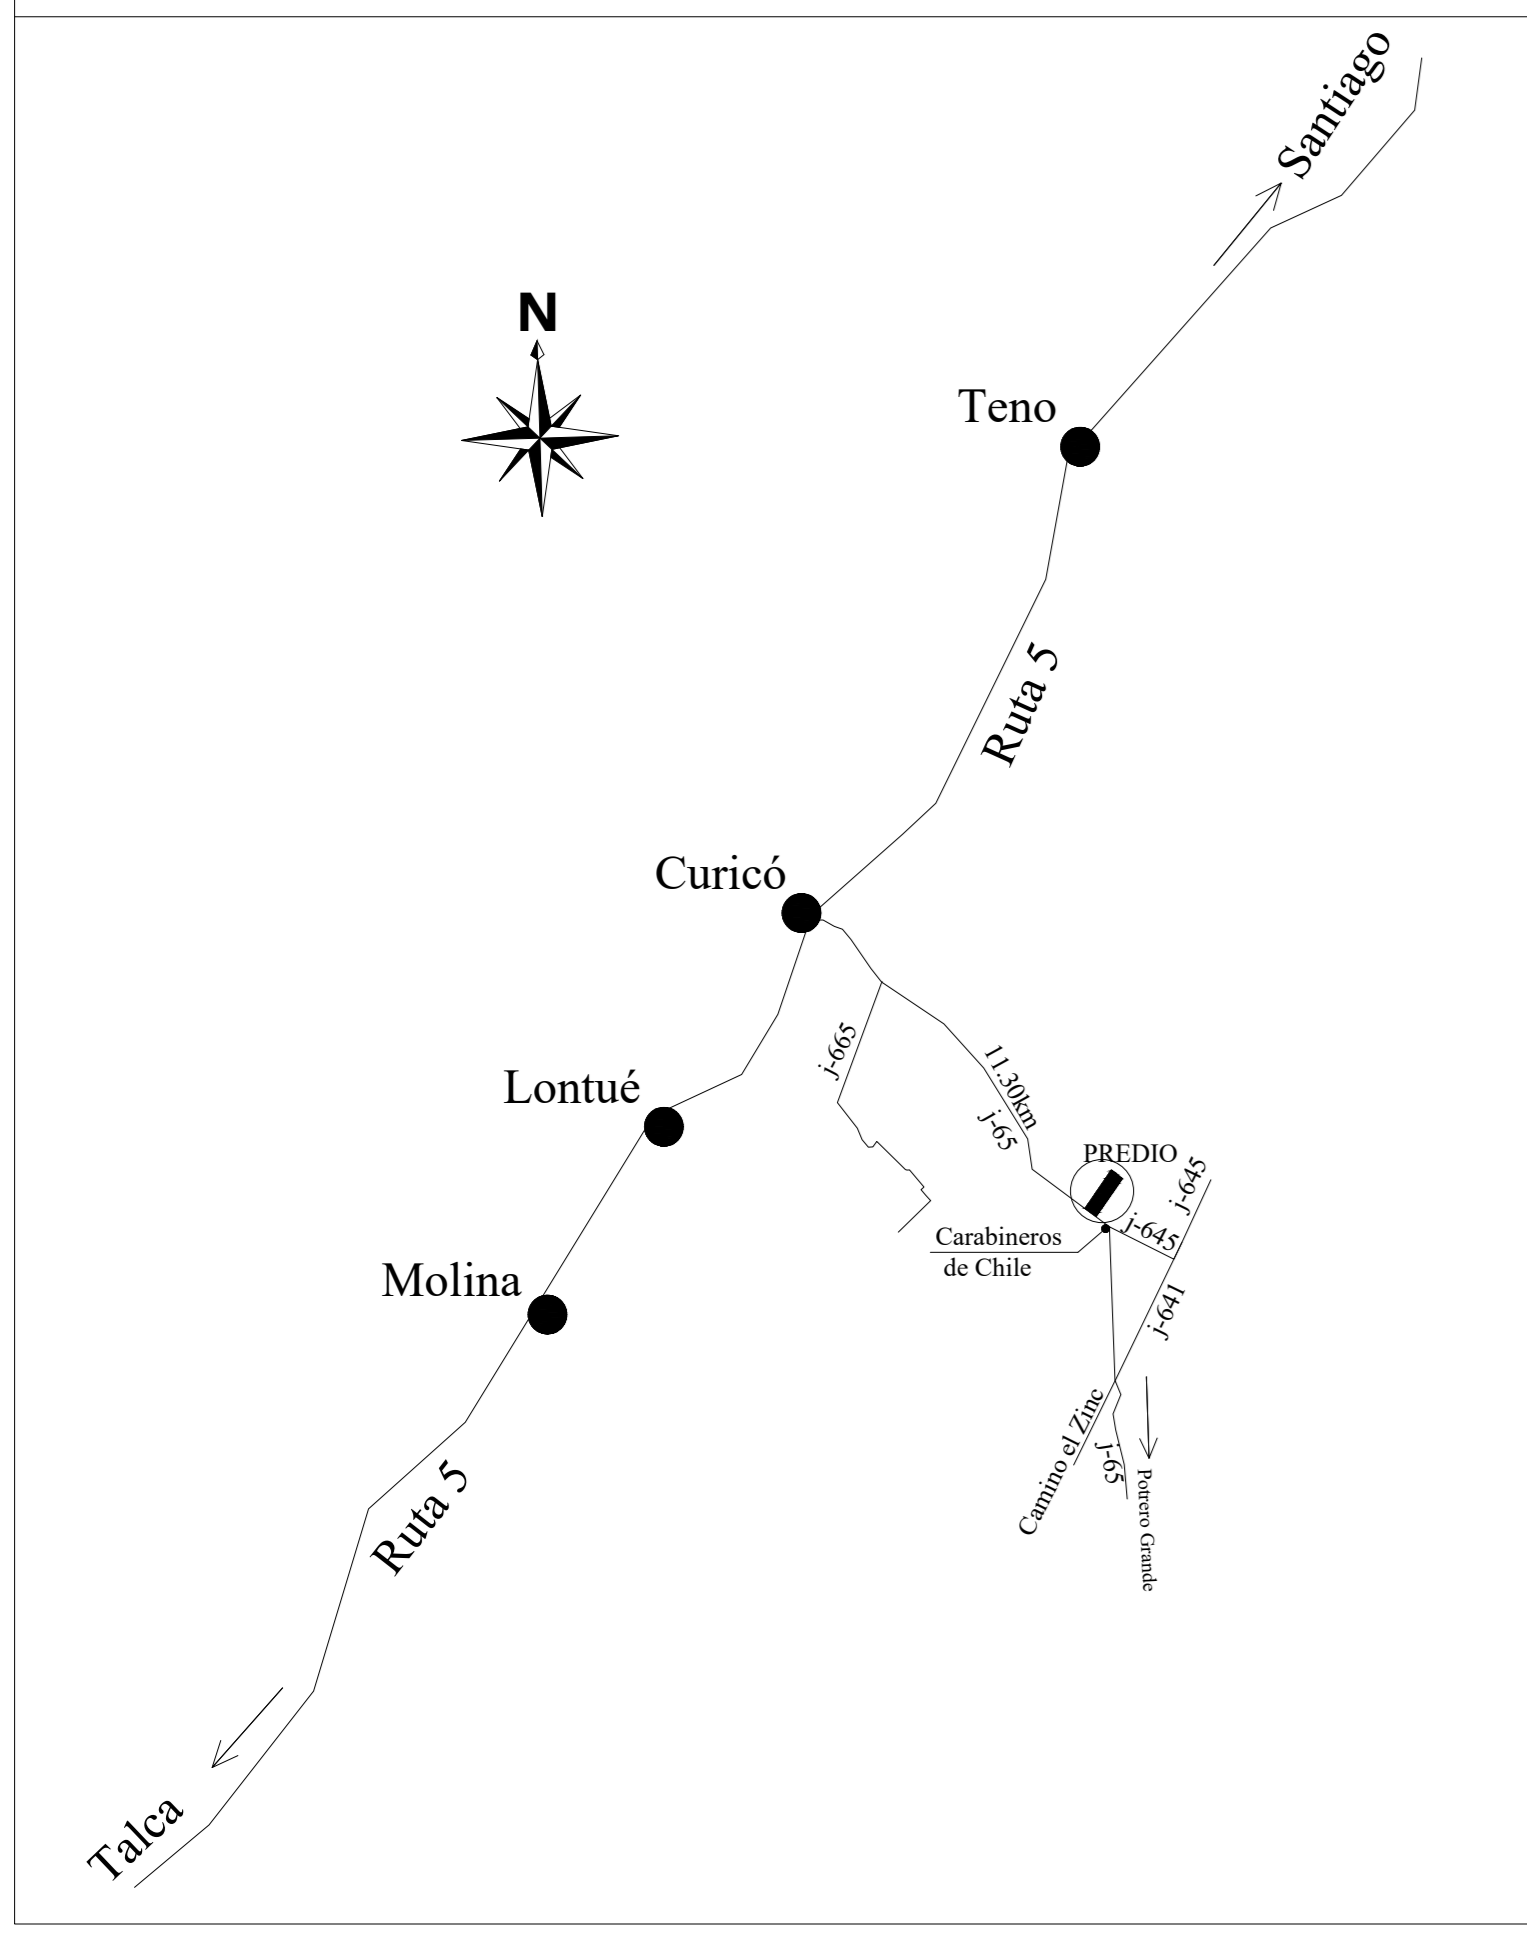 Santiago
N
Teno
Ruta 5
Curicó
j-665
11.30km
j-65
Lontué
PREDIO
j-645
j-645
Carabineros
de Chile
Molina
j-641
Camino el Zinc
j-65
Potrero Grande
Ruta 5
Talca